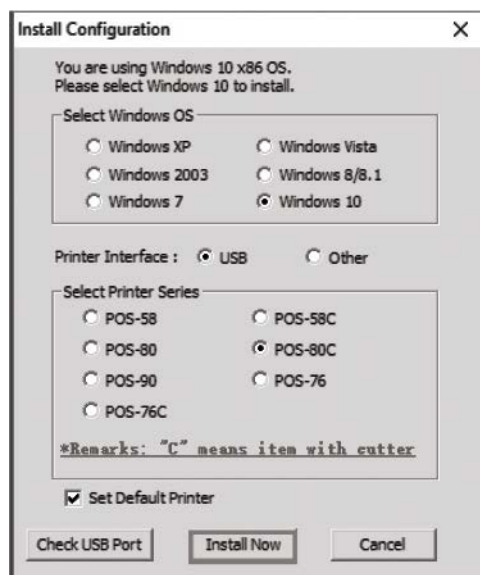 Install Configuration
You are using Windows 10 x86 OS.
Please select Windows 10 to install.
Select Windows OS
Windows XP Windows Vista
Windows 2003 Windows 8/8.1
Windows 7 Windows 10
Printer Interface : USB Other
Select Printer Series
POS-58 POS-58C
POS-80 POS-80C
POS-90 POS-76
POS-76C
*Remarks: "C" means item with cutter
Set Default Printer
Check USB Port Install Now Cancel